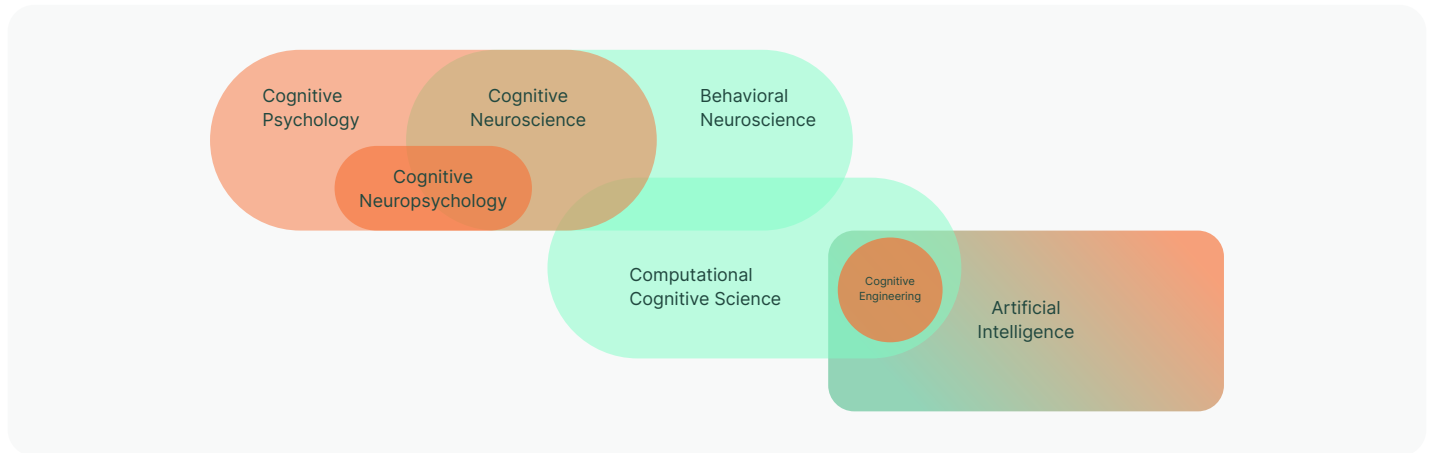 Cognitive
Psychology
Cognitive
Neuroscience
Behavioral
Neuroscience
Cognitive
Neuropsychology
Computational
Cognitive Science
Cognitive
Engineering
Artificial
Intelligence